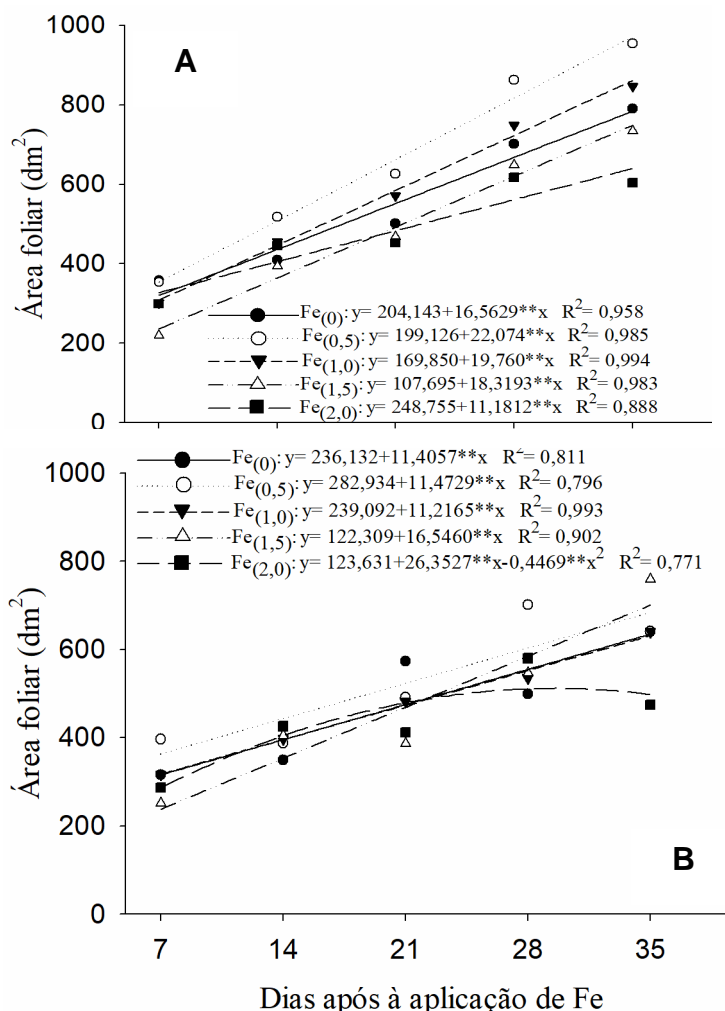 1000
A
800
600
400
200
0
Área foliar (dm²)
Fe(0): y= 204,143+16,5629**x R²= 0,958
Fe(0,5): y= 199,126+22,074**x R²= 0,985
Fe(1,0): y= 169,850+19,760**x R²= 0,994
Fe(1,5): y= 107,695+18,3193**x R²= 0,983
Fe(2,0): y= 248,755+11,1812**x R²= 0,888
1000
800
600
400
200
0
Área foliar (dm²)
Fe(0): y= 236,132+11,4057**x R²= 0,811
Fe(0,5): y= 282,934+11,4729**x R²= 0,796
Fe(1,0): y= 239,092+11,2165**x R²= 0,993
Fe(1,5): y= 122,309+16,5460**x R²= 0,902
Fe(2,0): y= 123,631+26,3527**x-0,4469**x² R²= 0,771
B
7 14 21 28 35
Dias após à aplicação de Fe